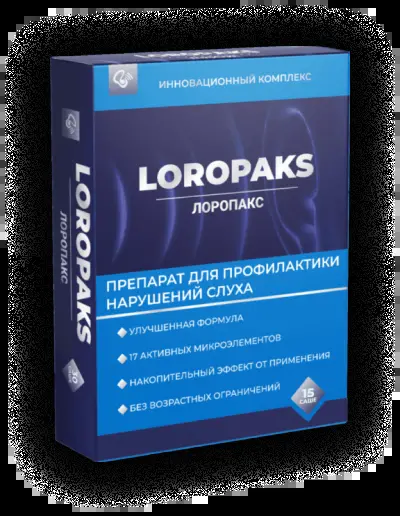 ИННОВАЦИОННЫЙ КОМПЛЕКС
LOROPAKS
ЛОРОПАКС
ПРЕПАРАТ ДЛЯ ПРОФИЛАКТИКИ
НАРУШЕНИЙ СЛУХА
УЛУЧШЕННАЯ ФОРМУЛА
17 АКТИВНЫХ МИКРОЭЛЕМЕНТОВ
НАКОПИТЕЛЬНЫЙ ЭФФЕКТ ОТ ПРИМЕНЕНИЯ
БЕЗ ВОЗРАСТНЫХ ОГРАНИЧЕНИЙ
15
САШЕ
LOROPAKS
ЛОРОПАКС